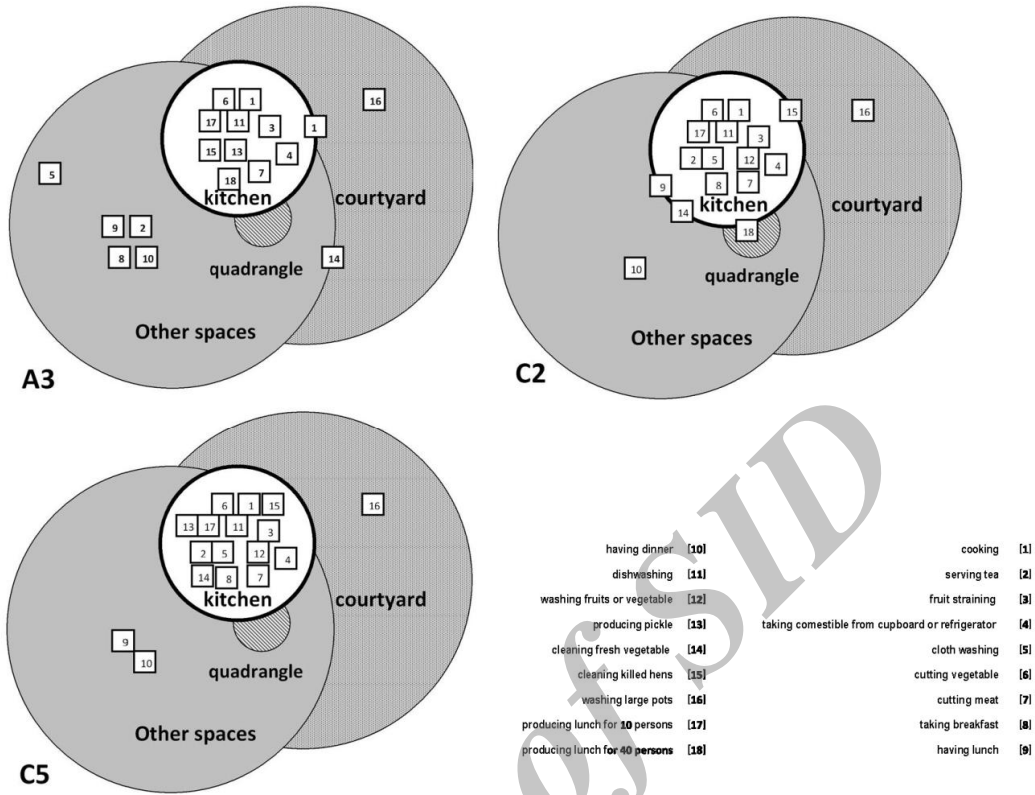 6 1 16
17 11 3 1
5 15 13 4
18 7
kitchen courtyard
9 2
8 10 quadrangle 14
Other spaces
A3
6 1 15 16
17 11 3
2 5 12 4
9 8 7
kitchen courtyard
14 18
10 quadrangle
Other spaces
C2
6 1 15 16
13 17 11 3
2 5 12 4
14 8 7
kitchen courtyard
9
10 quadrangle
Other spaces
C5
having dinner [10] cooking [1]
dishwashing [11] serving tea [2]
washing fruits or vegetable [12] fruit straining [3]
producing pickle [13] taking comestible from cupboard or refrigerator [4]
cleaning fresh vegetable [14] cloth washing [5]
cleaning killed hens [15] cutting vegetable [6]
washing large pots [16] cutting meat [7]
producing lunch for 10 persons [17] taking breakfast [8]
producing lunch for 40 persons [18] having lunch [9]
of SID